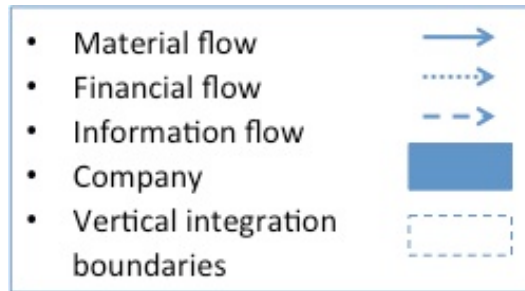 • Material flow
• Financial flow
• Information flow
• Company
• Vertical integration
boundaries